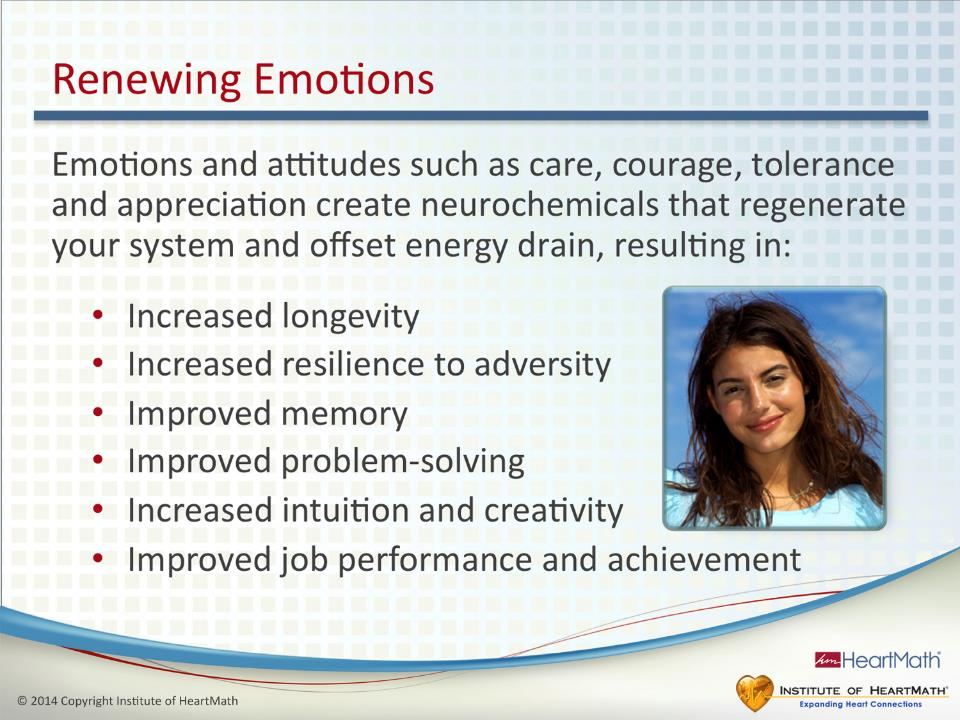 Renewing Emotions
Emotions and attitudes such as care, courage, tolerance
and appreciation create neurochemicals that regenerate
your system and offset energy drain, resulting in:
• Increased longevity
• Increased resilience to adversity
• Improved memory
• Improved problem-solving
• Increased intuition and creativity
• Improved job performance and achievement
hm HeartMath®
© 2014 Copyright Institute of HeartMath
INSTITUTE OF HEARTMATH®
Expanding Heart Connections